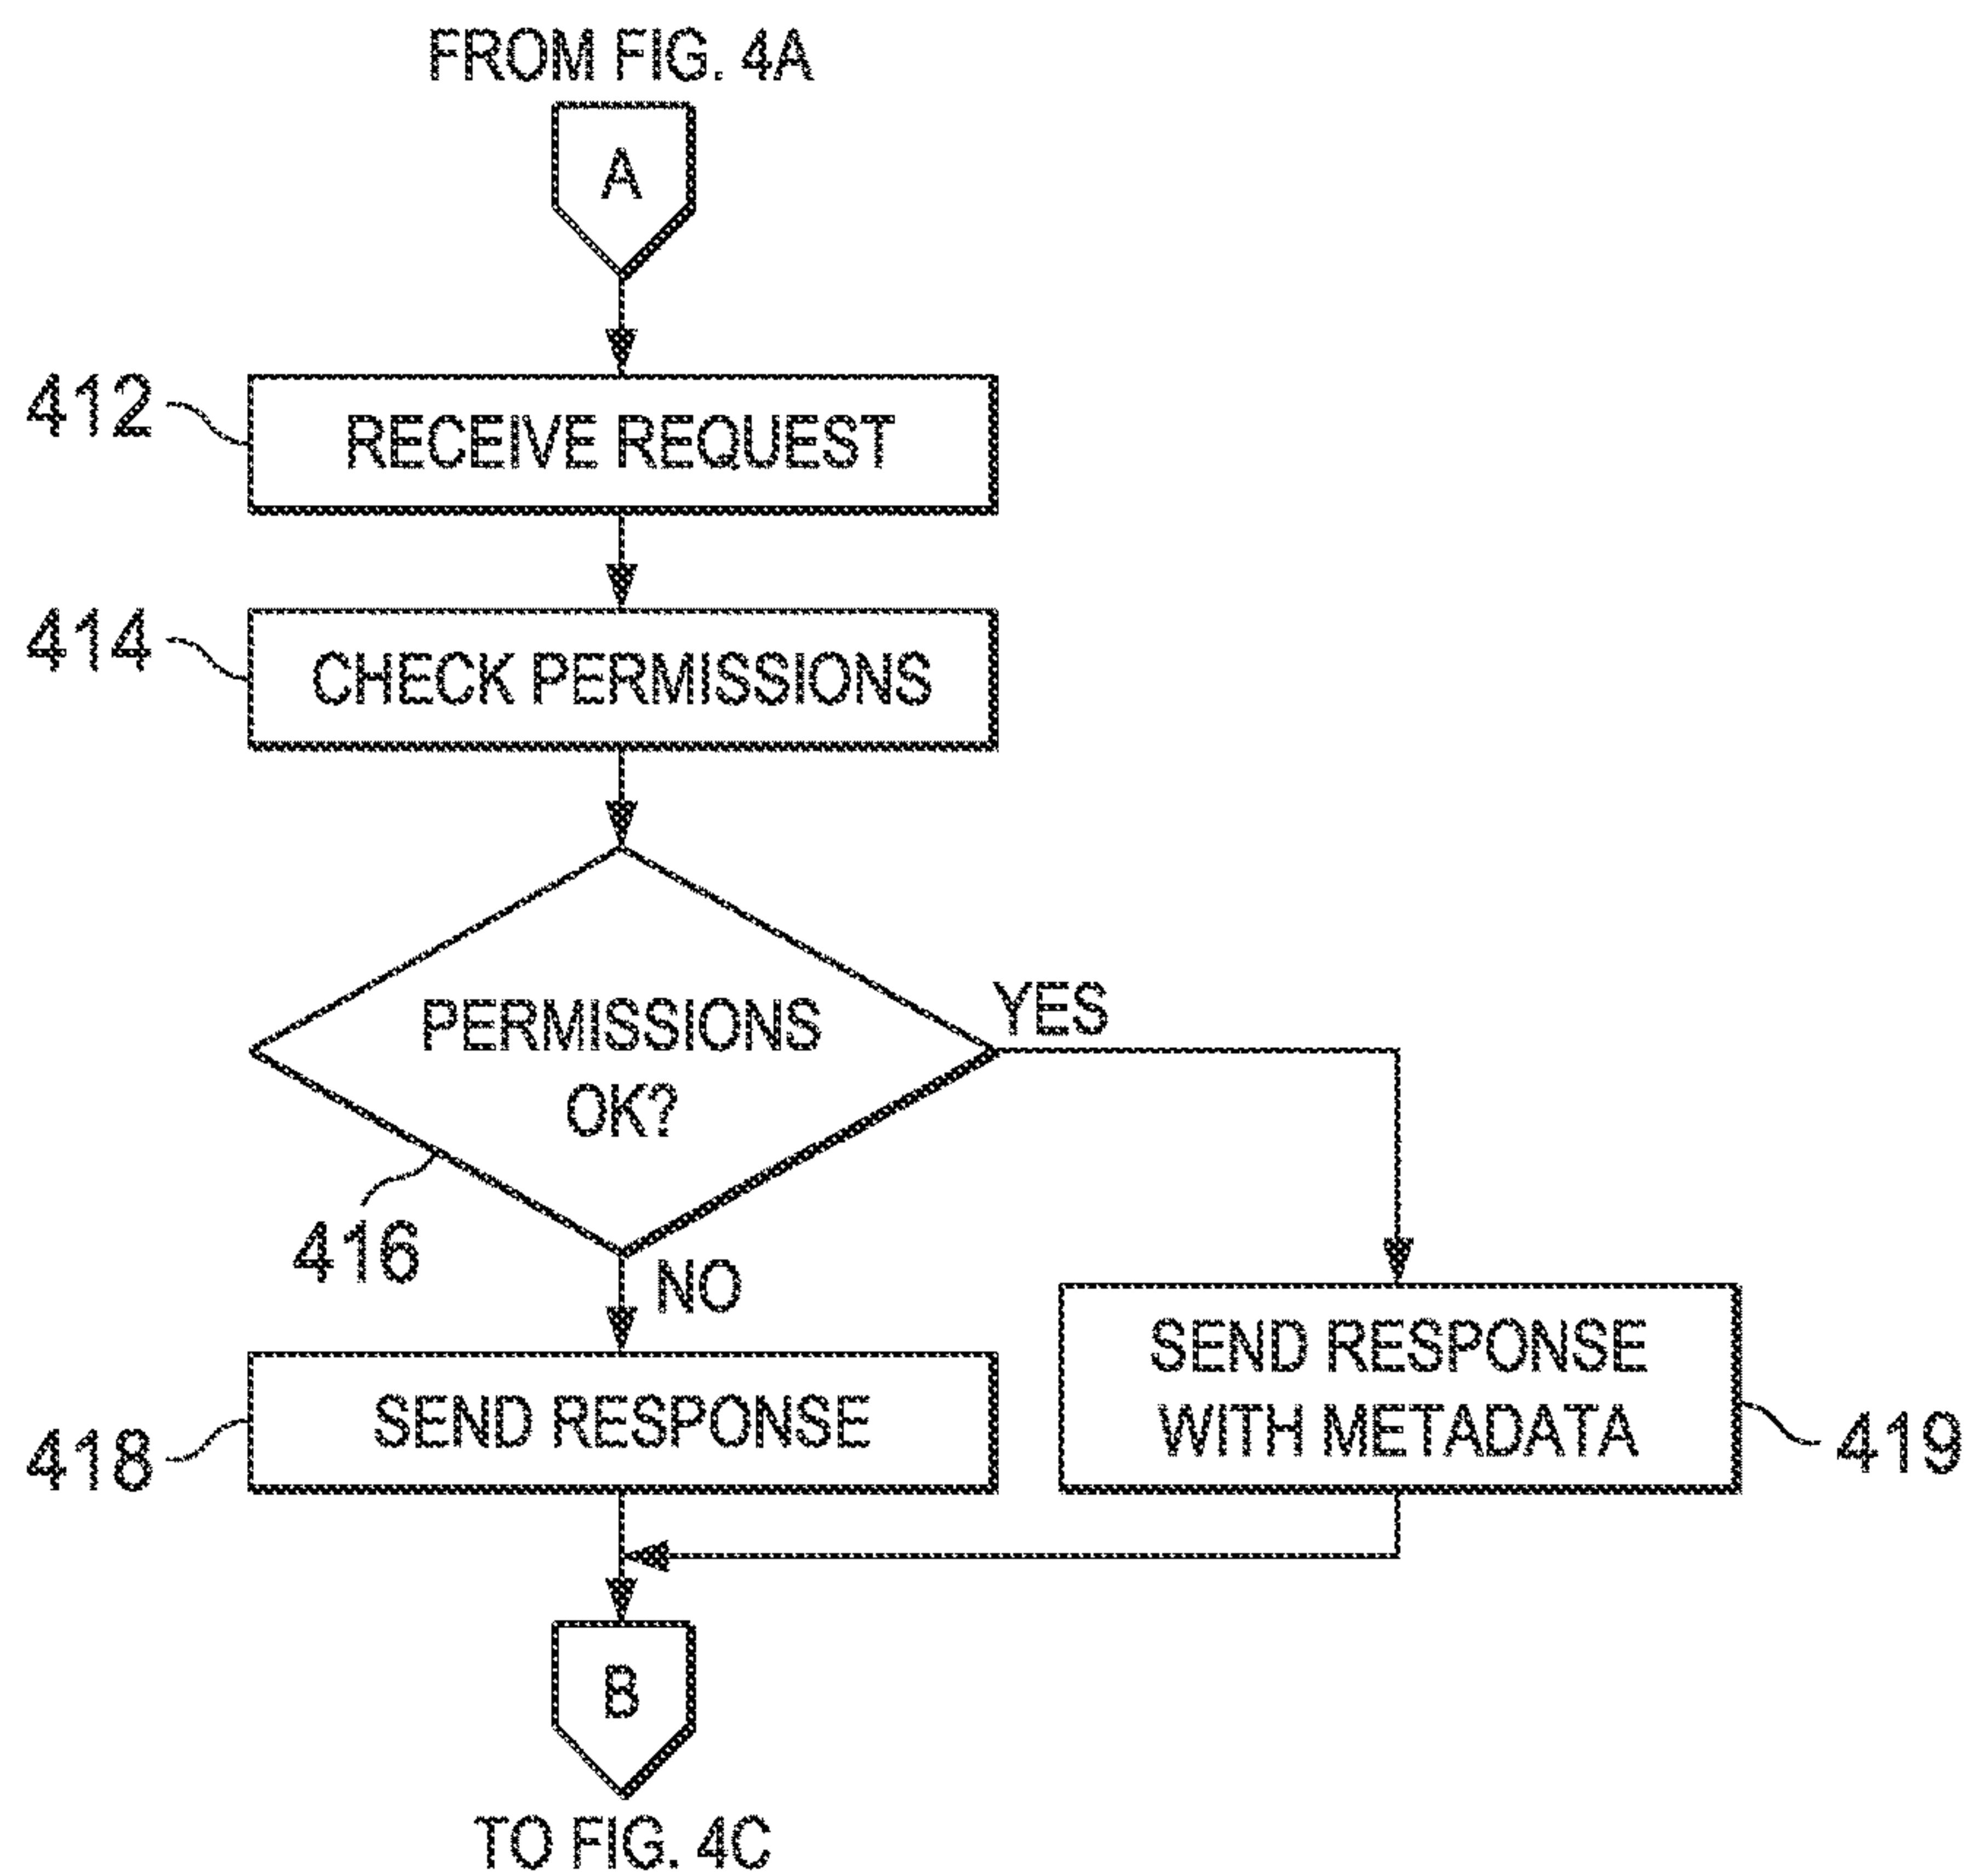 FROM FIG. 4A
A
412
RECEIVE REQUEST
414
CHECK PERMISSIONS
PERMISSIONS
OK?
YES
416
NO
SEND RESPONSE
WITH METADATA
419
418
SEND RESPONSE
B
TO FIG. 4C